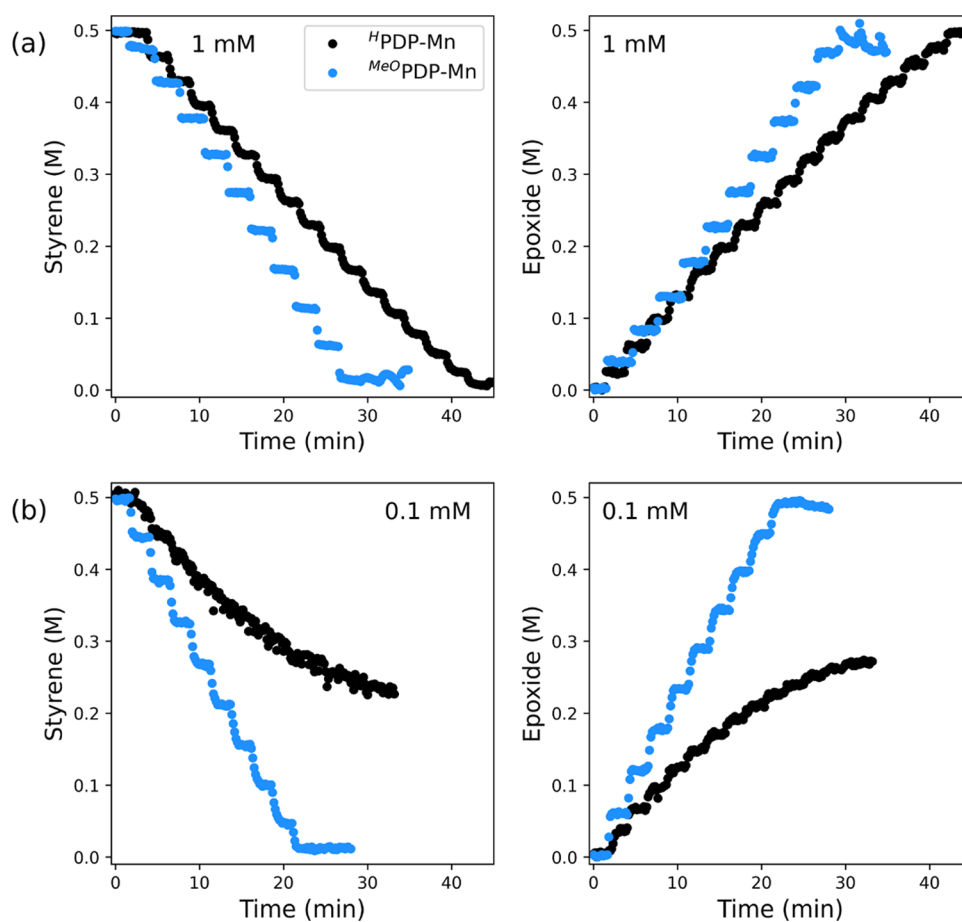 (a)
1 mM
ᴴPDP-Mn
ᴹᵉᴼPDP-Mn
0.5
0.4
0.3
0.2
0.1
0.0
Styrene (M)
0 10 20 30 40
Time (min)
1 mM
0.5
0.4
0.3
0.2
0.1
0.0
Epoxide (M)
0 10 20 30 40
Time (min)
(b)
0.1 mM
0.5
0.4
0.3
0.2
0.1
0.0
Styrene (M)
0 10 20 30 40
Time (min)
0.1 mM
0.5
0.4
0.3
0.2
0.1
0.0
Epoxide (M)
0 10 20 30 40
Time (min)